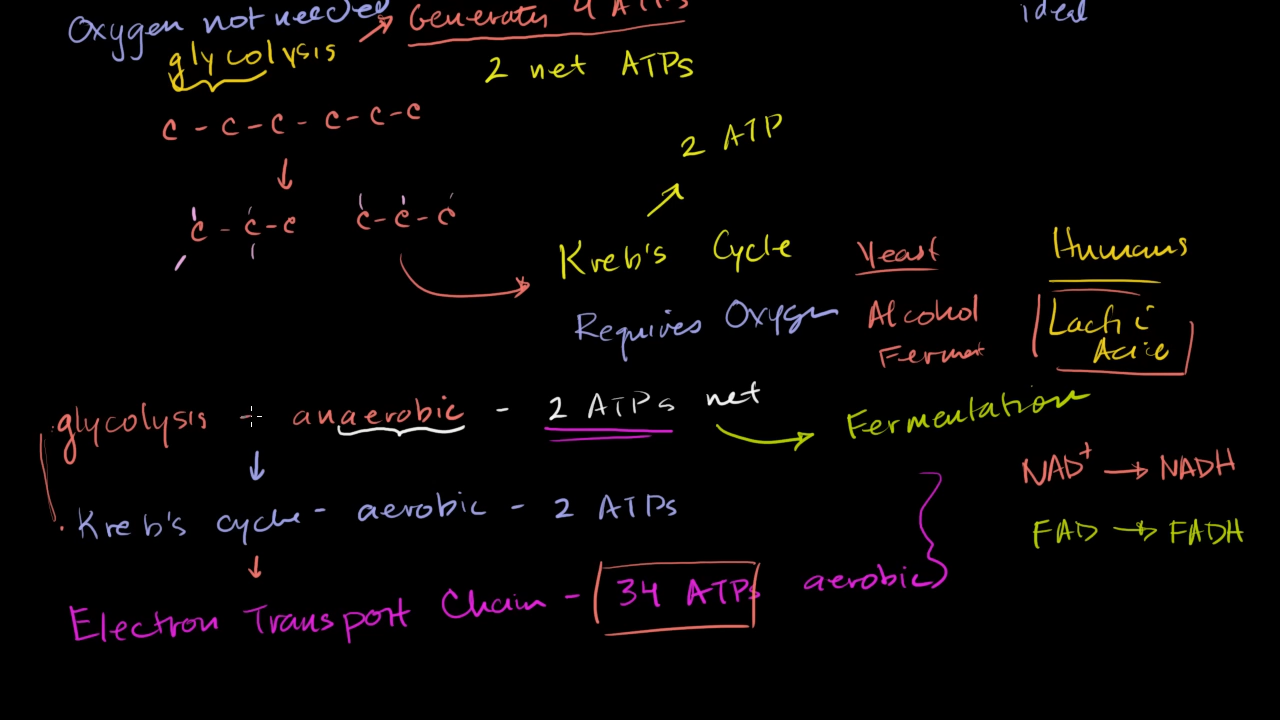 Oxygen not needed
Generates 4 ATPs
ideal
glycolysis
2 net ATPs
C - C - C - C - C - C
2 ATP
C - C - C C - C - C
Kreb's Cycle
Requires Oxygen
Yeast
Alcohol
Ferment
Humans
Lactic
Acid
glycolysis - anaerobic - 2 ATPs net
Fermentation
NAD+ → NADH
Kreb's cycle - aerobic - 2 ATPs
FAD → FADH
Electron Transport Chain - 34 ATPs aerobic